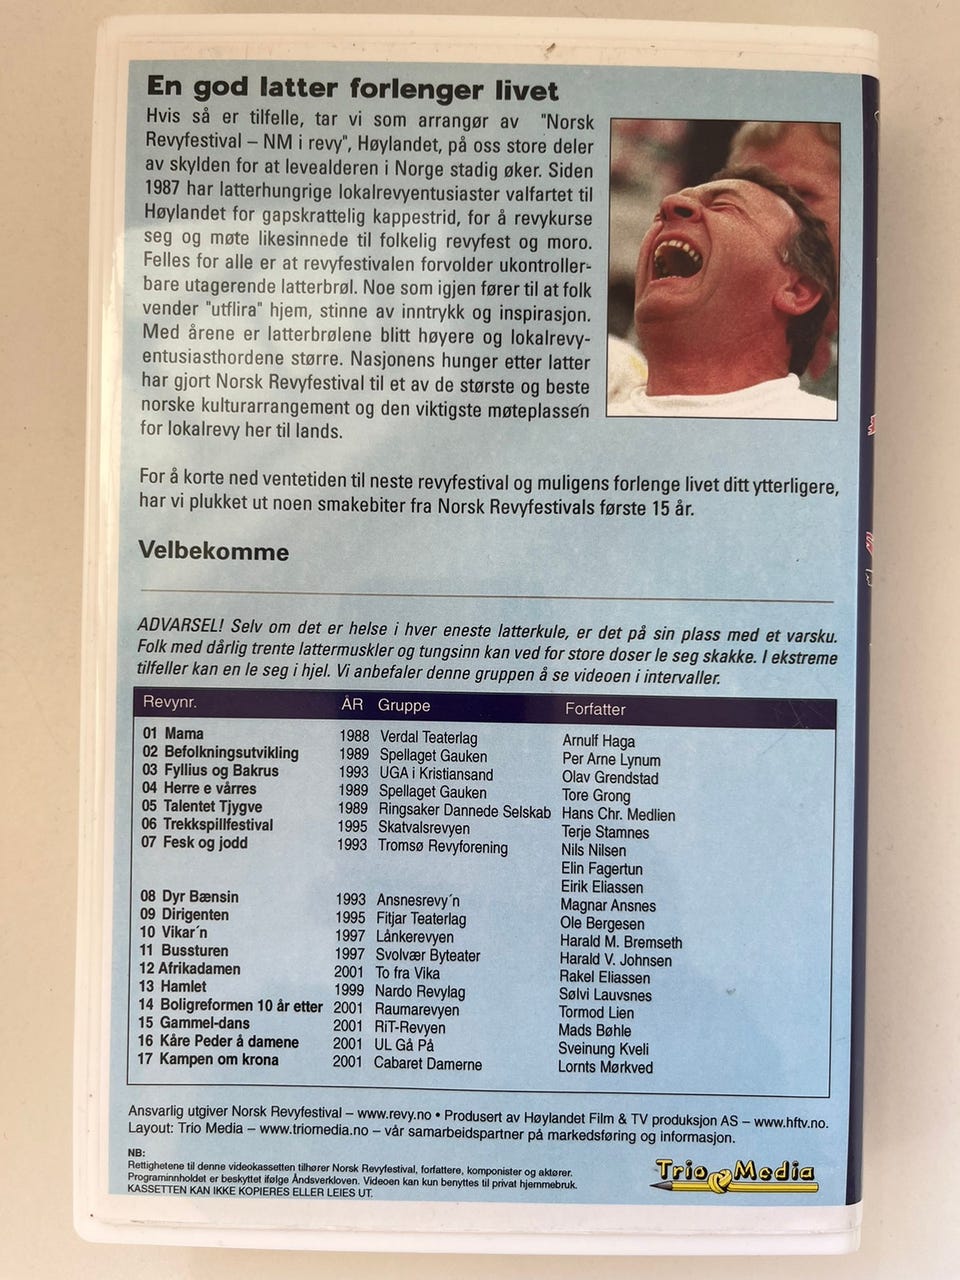 En god latter forlenger livet
Hvis så er tilfelle, tar vi som arrangør av "Norsk
Revyfestival – NM i revy", Høylandet, på oss store deler
av skylden for at levealderen i Norge stadig øker. Siden
1987 har latterhungrige lokalrevyentusiaster valfartet til
Høylandet for gapskrattelig kappestrid, for å revykurse
seg og møte likesinnede til folkelig revyfest og moro.
Felles for alle er at revyfestivalen forvolder ukontroller-
bare utagerende latterbrøl. Noe som igjen fører til at folk
vender "utflira" hjem, stinne av inntrykk og inspirasjon.
Med årene er latterbrølene blitt høyere og lokalrevy-
entusiasthordene større. Nasjonens hunger etter latter
har gjort Norsk Revyfestival til et av de største og beste
norske kulturarrangement og den viktigste møteplassen
for lokalrevy her til lands.
For å korte ned ventetiden til neste revyfestival og muligens forlenge livet ditt ytterligere,
har vi plukket ut noen smakebiter fra Norsk Revyfestivals første 15 år.
Velbekomme
ADVARSEL! Selv om det er helse i hver eneste latterkule, er det på sin plass med et varsku.
Folk med dårlig trente lattermuskler og tungsinn kan ved for store doser le seg skakke. I ekstreme
tilfeller kan en le seg i hjel. Vi anbefaler denne gruppen å se videoen i intervaller.
Revynr. ÅR Gruppe Forfatter
01 Mama 1988 Verdal Teaterlag Arnulf Haga
02 Befolkningsutvikling 1989 Spellaget Gauken Per Arne Lynum
03 Fyllius og Bakrus 1993 UGA i Kristiansand Olav Grendstad
04 Herre e vårres 1989 Spellaget Gauken Tore Grong
05 Talentet Tjygve 1989 Ringsaker Dannede Selskab Hans Chr. Medlien
06 Trekkspillfestival 1995 Skatvalsrevyen Terje Stamnes
07 Fesk og jodd 1993 Tromsø Revyforening Nils Nilsen
Elin Fagertun
Eirik Eliassen
08 Dyr Bænsin 1993 Ansnesrevy´n Magnar Ansnes
09 Dirigenten 1995 Fitjar Teaterlag Ole Bergesen
10 Vikar´n 1997 Lånkerevyen Harald M. Bremseth
11 Bussturen 1997 Svolvær Byteater Harald V. Johnsen
12 Afrikadamen 2001 To fra Vika Rakel Eliassen
13 Hamlet 1999 Nardo Revylag Sølvi Lauvsnes
14 Boligreformen 10 år etter 2001 Raumarevyen Tormod Lien
15 Gammel-dans 2001 RiT-Revyen Mads Bøhle
16 Kåre Peder å damene 2001 UL Gå På Sveinung Kveli
17 Kampen om krona 2001 Cabaret Damerne Lornts Mørkved
Ansvarlig utgiver Norsk Revyfestival – www.revy.no • Produsert av Høylandet Film & TV produksjon AS – www.hftv.no.
Layout: Trio Media – www.triomedia.no – vår samarbeidspartner på markedsføring og informasjon.
NB:
Rettighetene til denne videokassetten tilhører Norsk Revyfestival, forfattere, komponister og aktører.
Programinnholdet er beskyttet ifølge Åndsverkloven. Videoen kan kun benyttes til privat hjemmebruk.
KASSETTEN KAN IKKE KOPIERES ELLER LEIES UT.
Trio Media